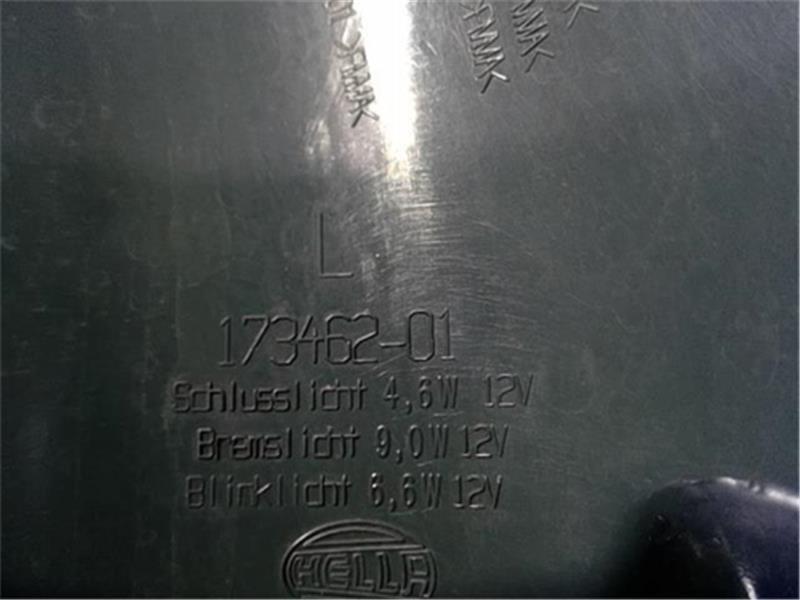 L
173462-01
Schlusslicht 4,6W 12V
Bremslicht 9,0W 12V
Blinklicht 6,6W 12V
HELLA